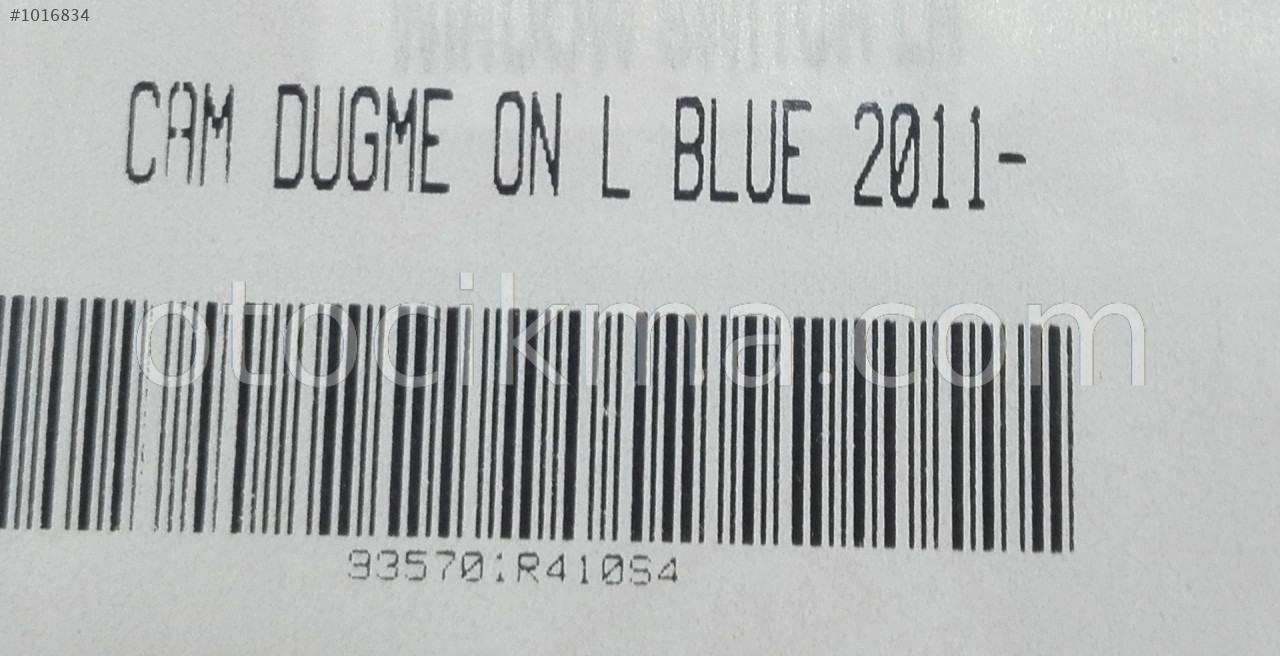 #1016834
CAM DUGME ON L BLUE 2011-
otocikma.com
935701R410S4